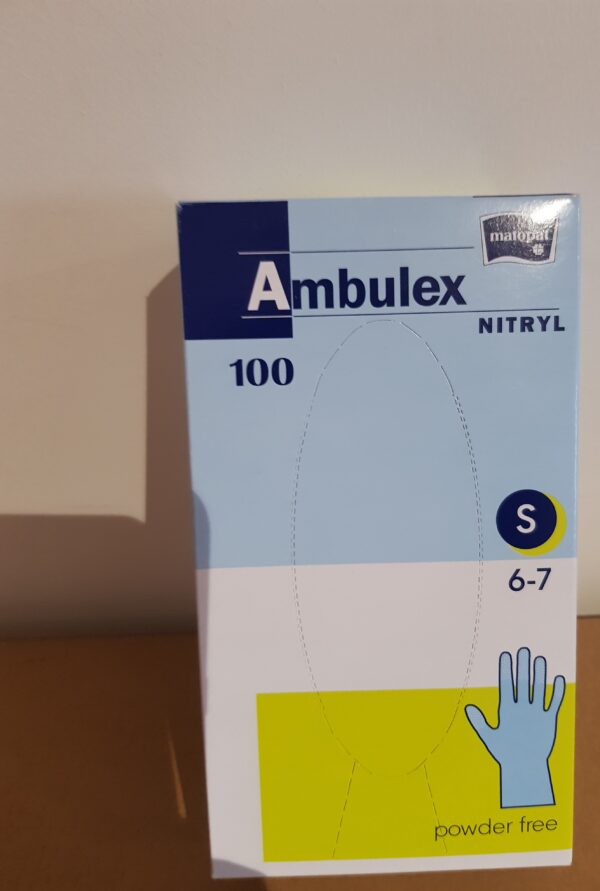 matopat
Ambulex
NITRYL
100
S
6-7
powder free